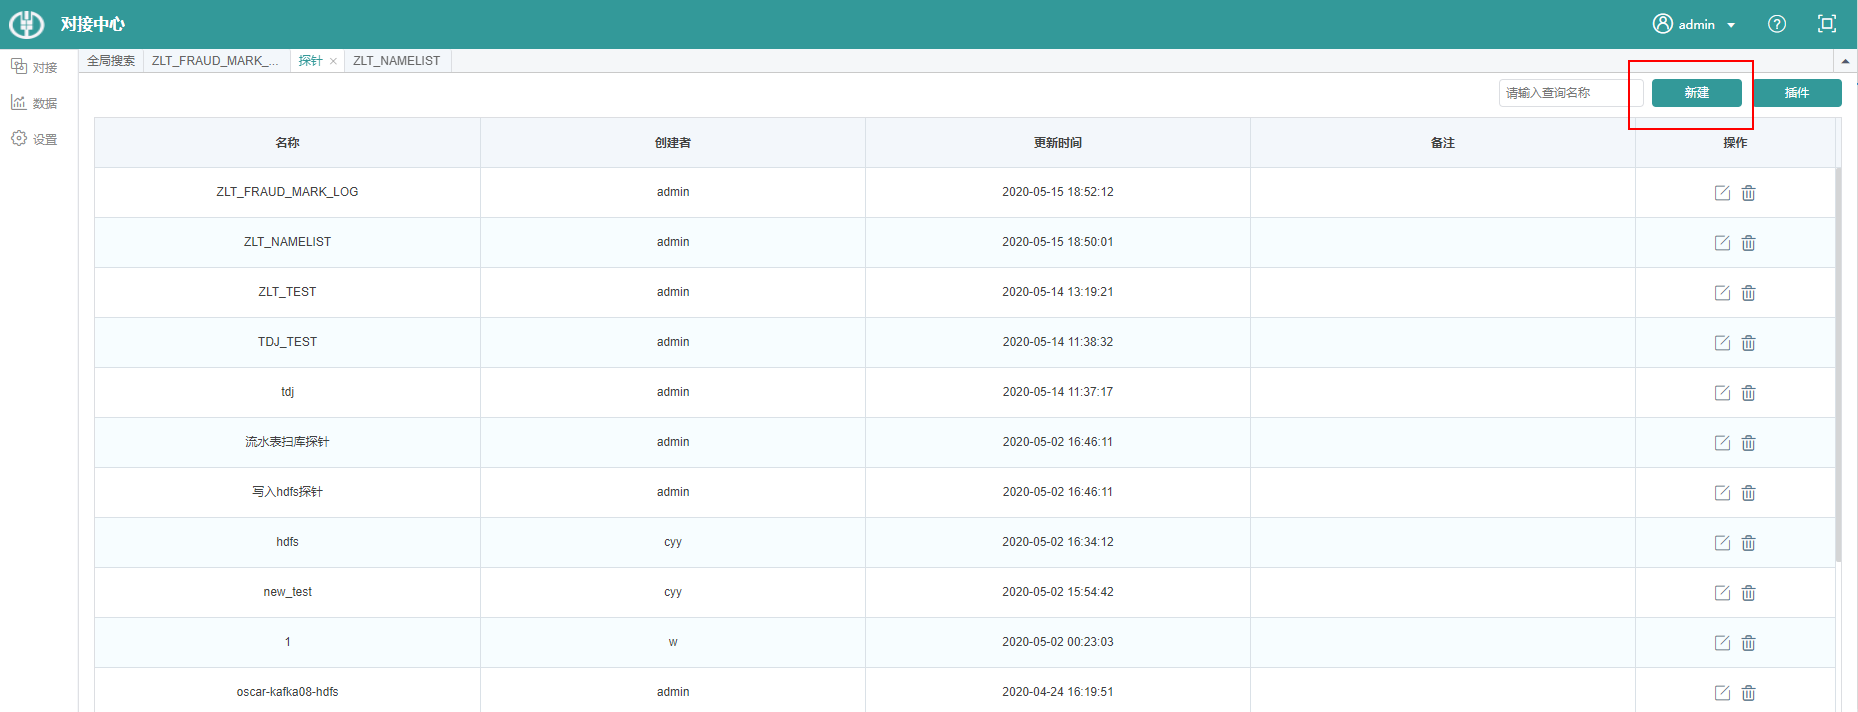 对接中心
admin
对接
数据
设置
全局搜索 ZLT_FRAUD_MARK_... 探针 ZLT_NAMELIST
请输入查询名称 新建 插件
名称 创建者 更新时间 备注 操作
ZLT_FRAUD_MARK_LOG admin 2020-05-15 18:52:12
ZLT_NAMELIST admin 2020-05-15 18:50:01
ZLT_TEST admin 2020-05-14 13:19:21
TDJ_TEST admin 2020-05-14 11:38:32
tdj admin 2020-05-14 11:37:17
流水表扫库探针 admin 2020-05-02 16:46:11
写入hdfs探针 admin 2020-05-02 16:46:11
hdfs cyy 2020-05-02 16:34:12
new_test cyy 2020-05-02 15:54:42
1 w 2020-05-02 00:23:03
oscar-kafka08-hdfs admin 2020-04-24 16:19:51